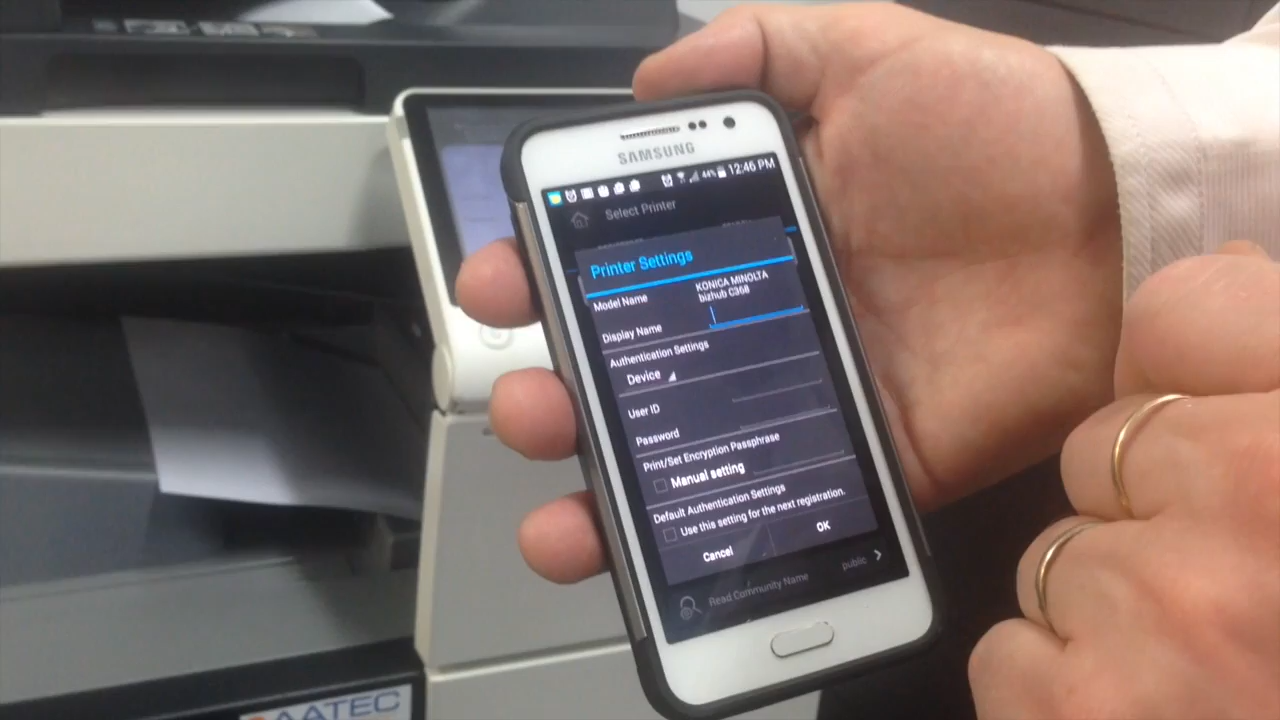 SAMSUNG
44% 12:46 PM
Select Printer
Printer Settings
Model Name
KONICA MINOLTA
bizhub C368
Display Name
Authentication Settings
Device
User ID
Password
Print/Set Encryption Passphrase
Manual setting
Default Authentication Settings
Use this setting for the next registration.
Cancel
OK
Read Community Name
public
AATEC